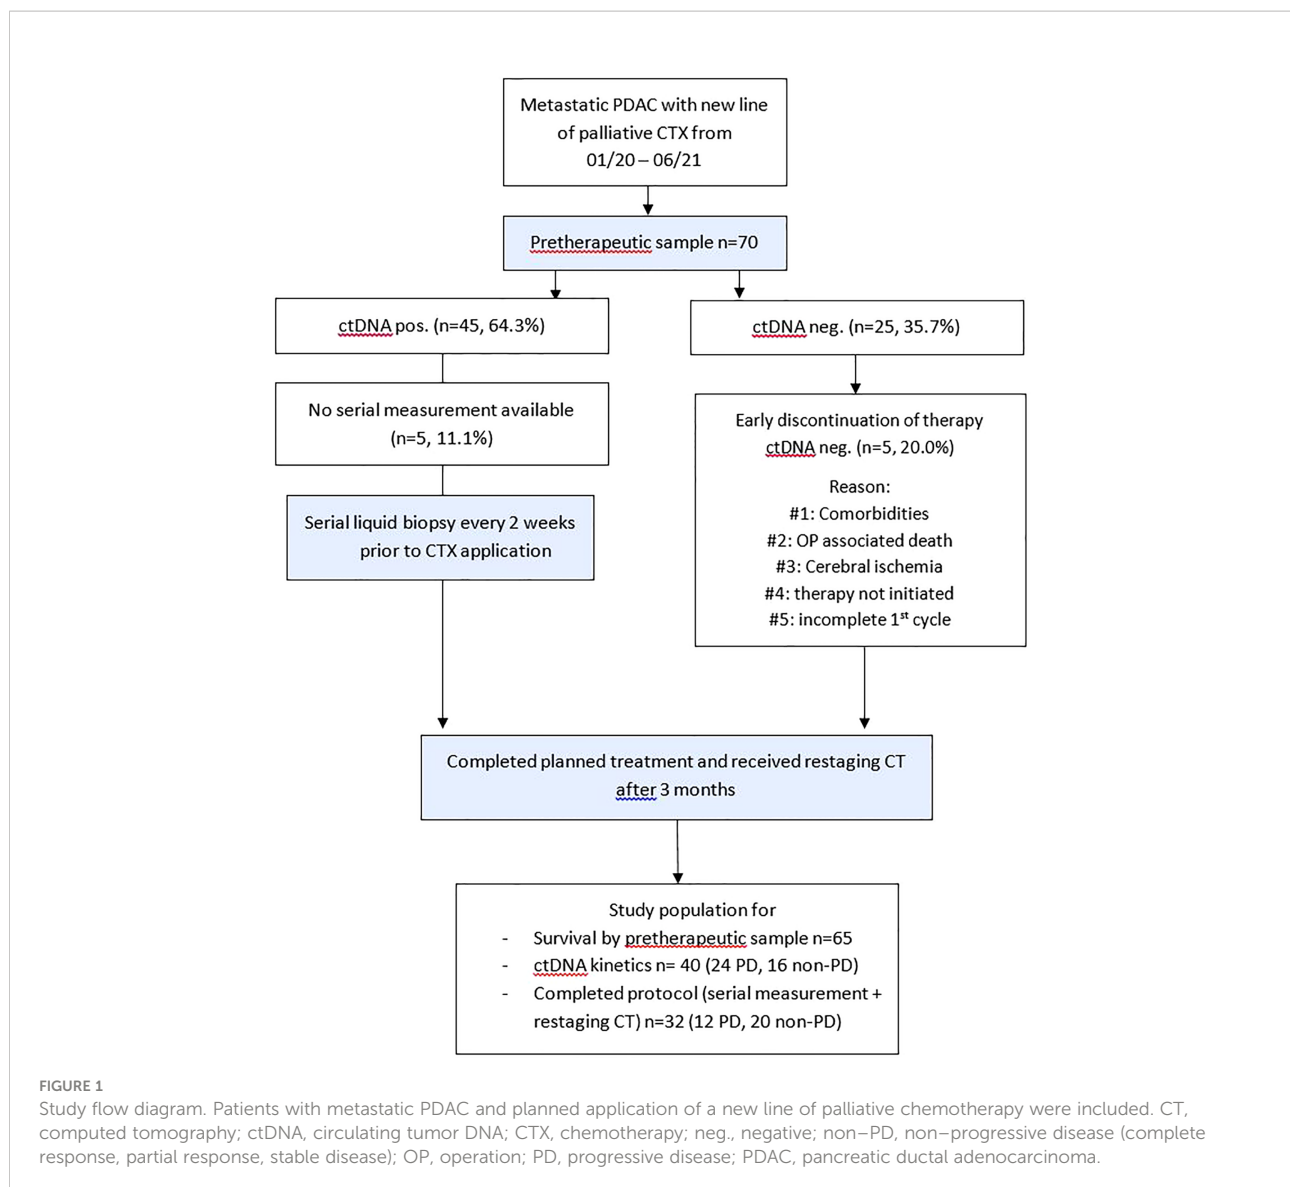 Metastatic PDAC with new line
of palliative CTX from
01/20 – 06/21
Pretherapeutic sample n=70
ctDNA pos. (n=45, 64.3%)
ctDNA neg. (n=25, 35.7%)
No serial measurement available
(n=5, 11.1%)
Serial liquid biopsy every 2 weeks
prior to CTX application
Early discontinuation of therapy
ctDNA neg. (n=5, 20.0%)
Reason:
#1: Comorbidities
#2: OP associated death
#3: Cerebral ischemia
#4: therapy not initiated
#5: incomplete 1st cycle
Completed planned treatment and received restaging CT
after 3 months
Study population for
- Survival by pretherapeutic sample n=65
- ctDNA kinetics n= 40 (24 PD, 16 non-PD)
- Completed protocol (serial measurement +
restaging CT) n=32 (12 PD, 20 non-PD)
FIGURE 1
Study flow diagram. Patients with metastatic PDAC and planned application of a new line of palliative chemotherapy were included. CT,
computed tomography; ctDNA, circulating tumor DNA; CTX, chemotherapy; neg., negative; non–PD, non–progressive disease (complete
response, partial response, stable disease); OP, operation; PD, progressive disease; PDAC, pancreatic ductal adenocarcinoma.